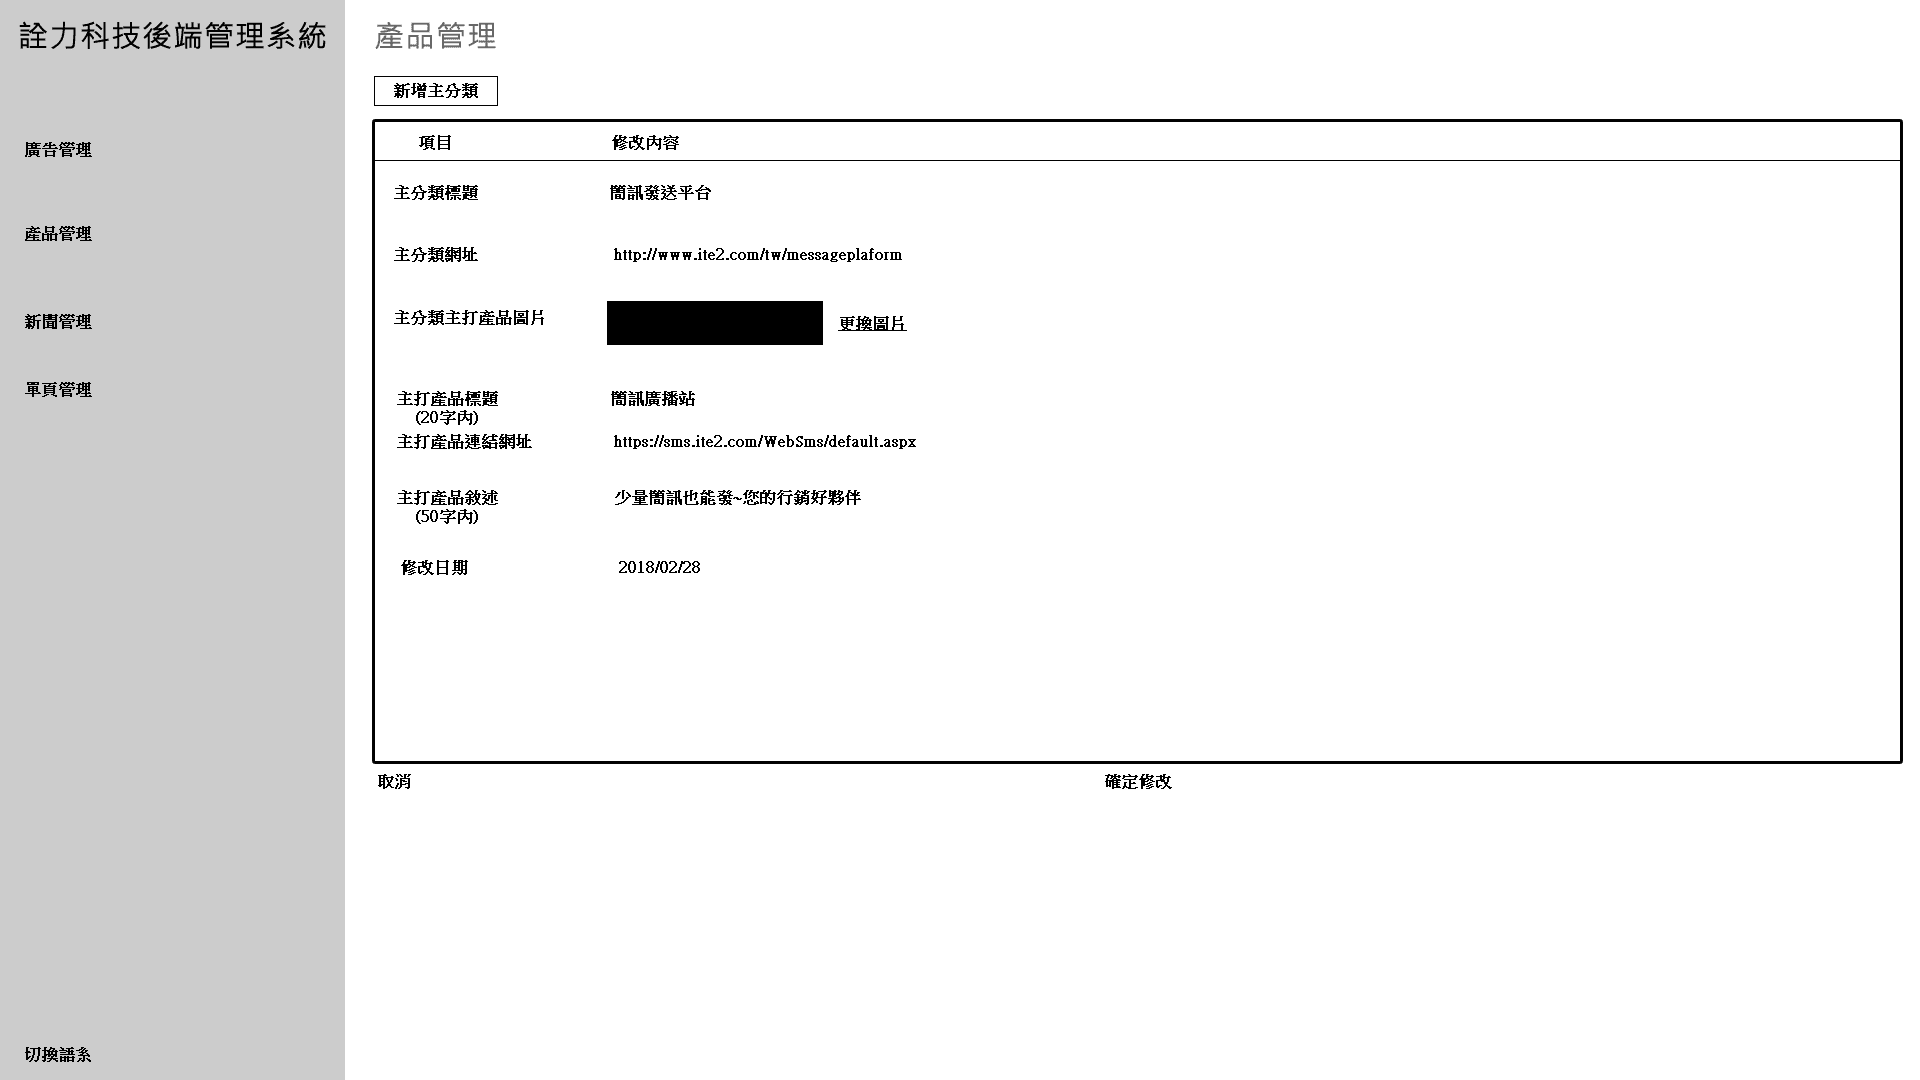 詮力科技後端管理系統
廣告管理
產品管理
新聞管理
單頁管理
切換語系
產品管理
新增主分類
項目 修改內容
主分類標題 簡訊發送平台
主分類網址 http://www.ite2.com/tw/messageplaform
主分類主打產品圖片 更換圖片
主打產品標題 簡訊廣播站
(20字內)
主打產品連結網址 https://sms.ite2.com/WebSms/default.aspx
主打產品敘述 少量簡訊也能發~您的行銷好夥伴
(50字內)
修改日期 2018/02/28
取消 確定修改